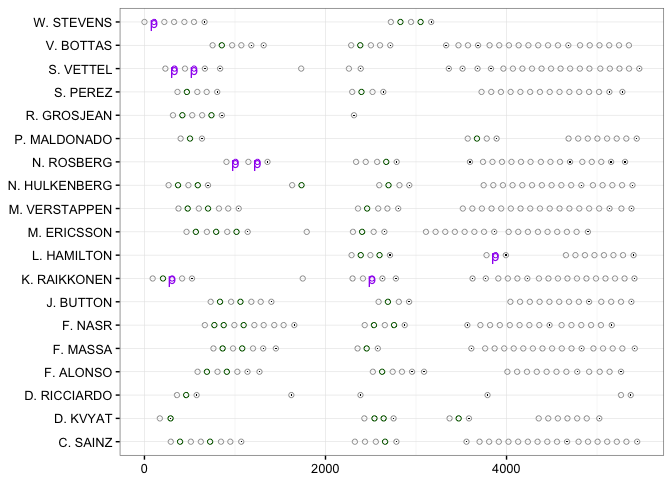 W. STEVENS
p
V. BOTTAS
S. VETTEL
p p
S. PEREZ
R. GROSJEAN
P. MALDONADO
N. ROSBERG
p p
N. HULKENBERG
M. VERSTAPPEN
M. ERICSSON
L. HAMILTON
p
K. RAIKKONEN
p p
J. BUTTON
F. NASR
F. MASSA
F. ALONSO
D. RICCIARDO
D. KVYAT
C. SAINZ
0 2000 4000